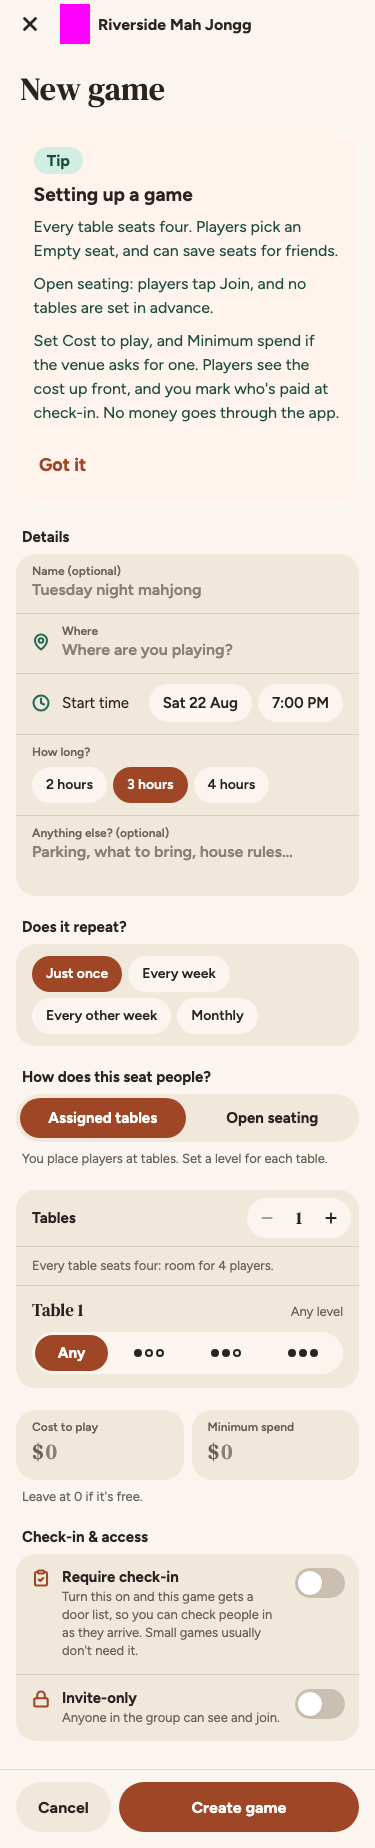 Riverside Mah Jongg
New game
Tip
Setting up a game
Every table seats four. Players pick an
Empty seat, and can save seats for friends.
Open seating: players tap Join, and no
tables are set in advance.
Set Cost to play, and Minimum spend if
the venue asks for one. Players see the
cost up front, and you mark who's paid at
check-in. No money goes through the app.
Got it
Details
Name (optional)
Tuesday night mahjong
Where
Where are you playing?
Start time Sat 22 Aug 7:00 PM
How long?
2 hours 3 hours 4 hours
Anything else? (optional)
Parking, what to bring, house rules...
Does it repeat?
Just once Every week
Every other week Monthly
How does this seat people?
Assigned tables Open seating
You place players at tables. Set a level for each table.
Tables − 1 +
Every table seats four: room for 4 players.
Table 1 Any level
Any
Cost to play Minimum spend
$0 $0
Leave at 0 if it's free.
Check-in & access
Require check-in
Turn this on and this game gets a
door list, so you can check people in
as they arrive. Small games usually
don't need it.
Invite-only
Anyone in the group can see and join.
Cancel Create game